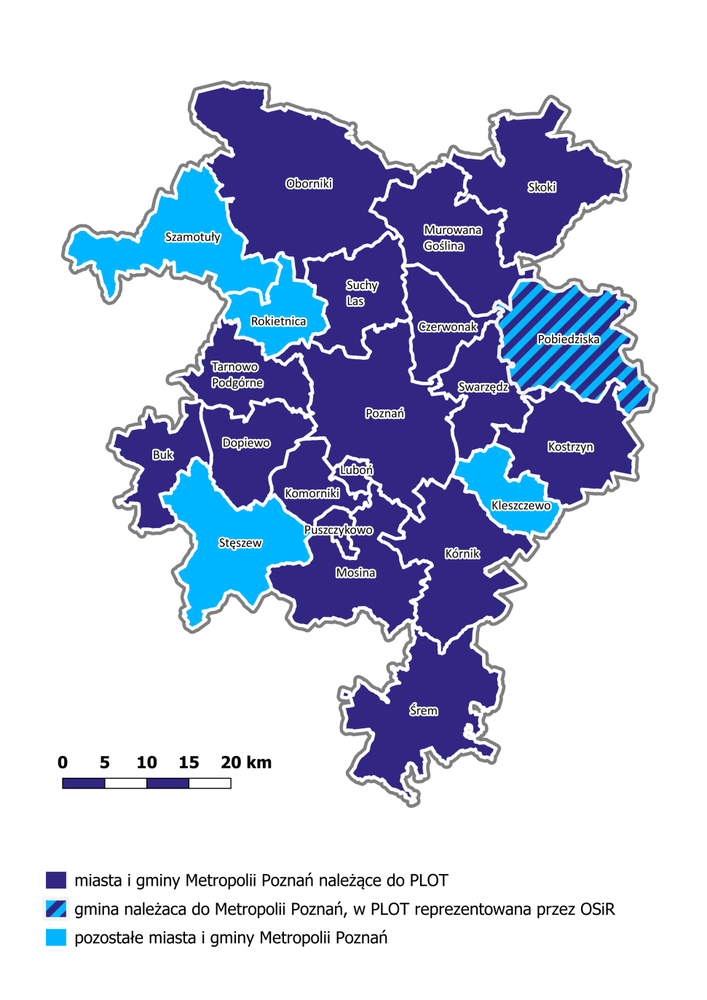 Oborniki
Skoki
Murowana
Goślina
Szamotuły
Suchy
Las
Rokietnica
Czerwonak
Pobiedziska
Tarnowo
Podgórne
Swarzędz
Poznań
Dopiewo
Kostrzyn
Buk
Luboń
Komorniki
Kleszczewo
Puszczykowo
Stęszew
Kórnik
Mosina
Śrem
0 5 10 15 20 km
miasta i gminy Metropolii Poznań należące do PLOT
gmina należaca do Metropolii Poznań, w PLOT reprezentowana przez OSiR
pozostałe miasta i gminy Metropolii Poznań